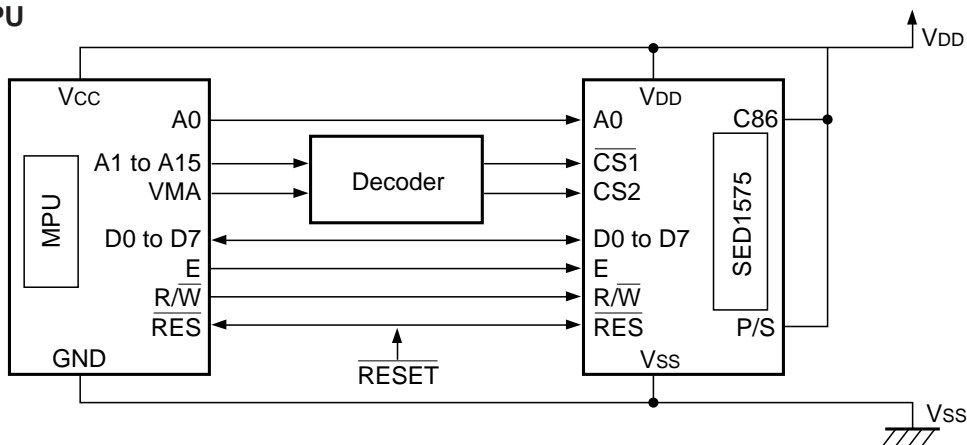 PU
VDD
VCC
VDD
A0
A0
C86
A1 to A15
Decoder
CS1
VMA
CS2
MPU
SED1575
D0 to D7
D0 to D7
E
E
R/W
R/W
RES
RES
P/S
GND
RESET
VSS
VSS